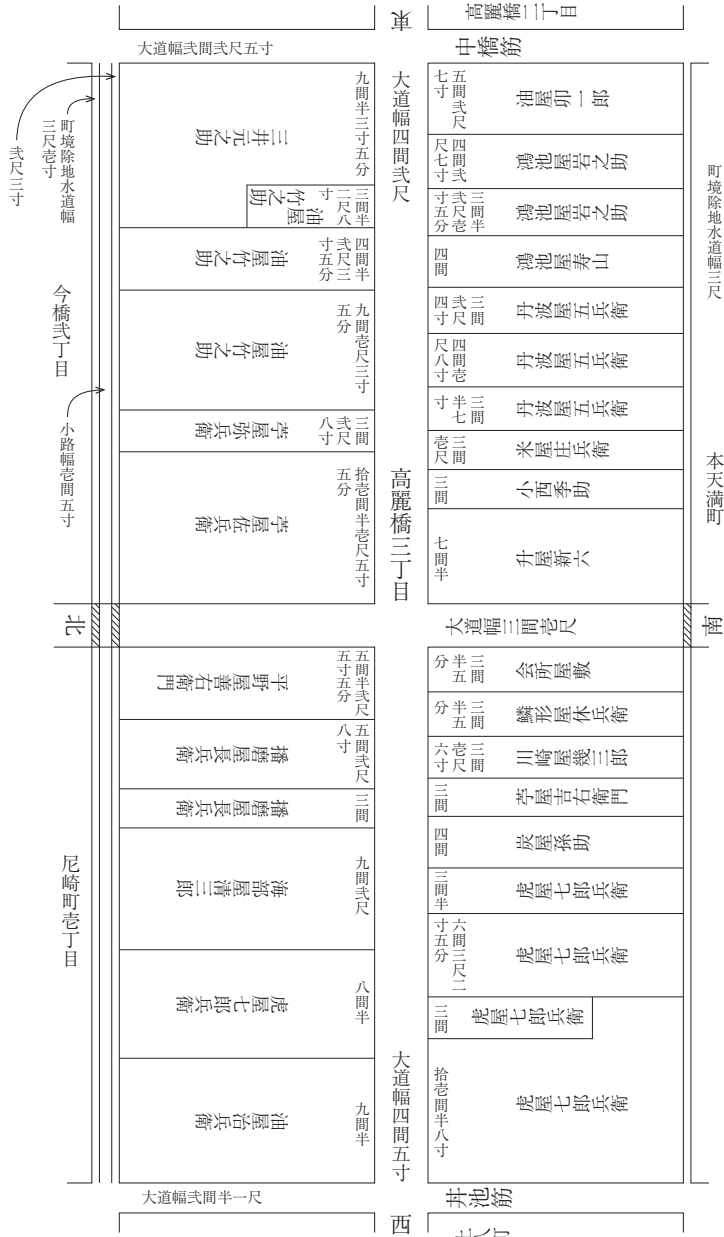 東
高麗橋二丁目
中橋筋
大道幅弐間弐尺五寸
大道幅四間弐尺
高麗橋三丁目
大道幅四間五寸
五間弐尺
七寸
油屋卯一郎
四間弐
尺七寸
鴻池屋岩之助
三間半
弐尺壱
寸五分
鴻池屋岩之助
四間
鴻池屋寿山
三間
弐尺
四寸
丹波屋五兵衛
四間壱
尺八寸
丹波屋五兵衛
三間
半七
寸
丹波屋五兵衛
三間
壱尺
米屋庄兵衛
三間
小西季助
七間半
升屋新六
町境除地水道幅三尺
本天満町
南
大道幅三間壱尺
三間
半五
分
会所屋敷
三間
半五
分
鱗形屋休兵衛
三間
壱尺
六寸
川崎屋幾三郎
三間
苧屋吉右衛門
四間
炭屋孫助
三間半
虎屋七郎兵衛
六間三尺二
寸五分
虎屋七郎兵衛
三間
虎屋七郎兵衛
拾壱間半八寸
虎屋七郎兵衛
井池筋
九間半三寸五分
三井元之助
三間半
二尺八
寸
油屋
竹之助
四間半
弐尺三
寸五分
油屋竹之助
九間壱尺三寸
五分
油屋竹之助
三間
弐尺
八寸
苧屋弥兵衛
拾壱間半壱尺五寸
五分
苧屋佐兵衛
町境除地水道幅
三尺壱寸
弐尺三寸
今橋弐丁目
小路幅壱間五寸
北
五間半弐尺
五寸五分
平野屋善右衛門
五間弐尺
八寸
播磨屋長兵衛
三間
播磨屋長兵衛
九間弐尺
海部屋清三郎
八間半
虎屋七郎兵衛
九間半
油屋治兵衛
尼崎町壱丁目
大道幅弐間半一尺
西